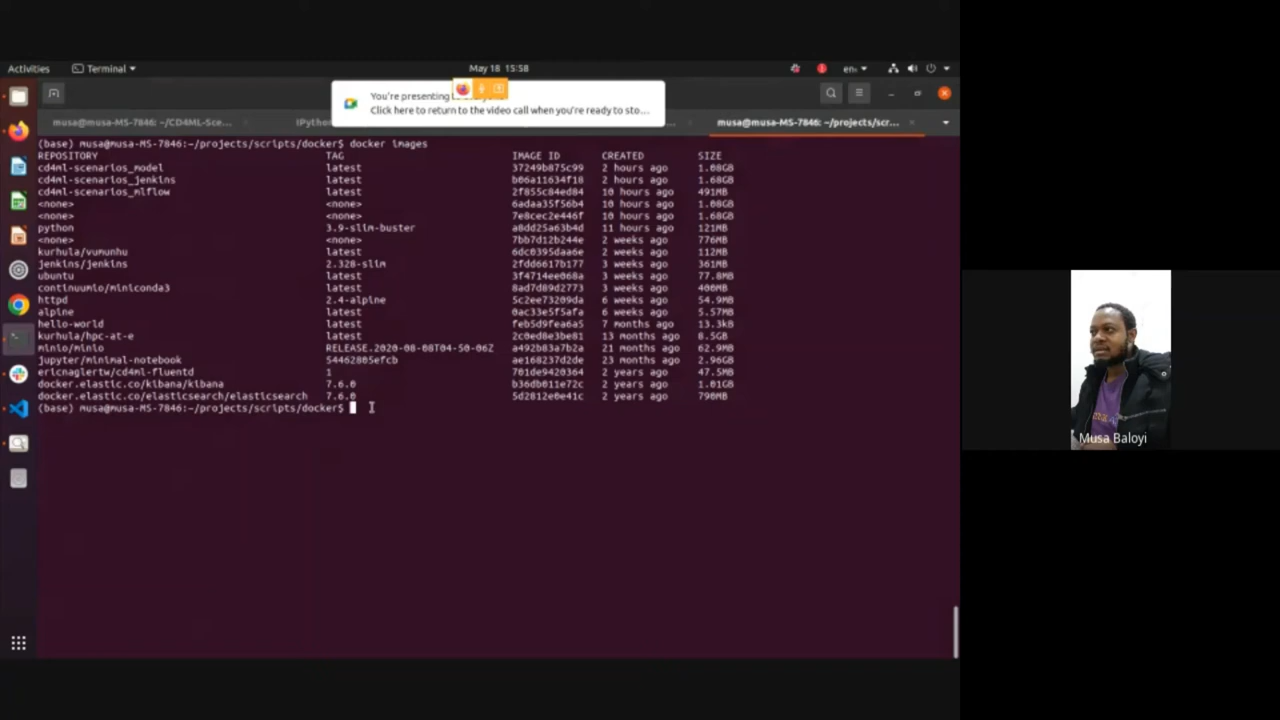 Activities
Terminal
May 18 15:58
en
You're presenting to everyone
Click here to return to the video call when you're ready to sto...
musa@musa-MS-7846: ~/CD4ML-Sce...
IPython
musa@musa-MS-7846: ~/projects/scr...
(base) musa@musa-MS-7846:~/projects/scripts/docker$ docker images
REPOSITORY TAG IMAGE ID CREATED SIZE
cd4ml-scenarios_model latest 37249b875c99 2 hours ago 1.08GB
cd4ml-scenarios_jenkins latest b06a11634f18 2 hours ago 1.68GB
cd4ml-scenarios_mlflow latest 2f855c84ed84 10 hours ago 491MB
<none> <none> 6adaa35f56b4 10 hours ago 1.08GB
<none> <none> 7e8cec2e446f 10 hours ago 1.68GB
python 3.9-slim-buster a8dd25a63b4d 11 hours ago 121MB
<none> <none> 7bb7d12b244e 2 weeks ago 776MB
kurhula/vumunhu latest 6dc0395daa6e 2 weeks ago 112MB
jenkins/jenkins 2.328-slim 2fdd6617b177 3 weeks ago 361MB
ubuntu latest 3f4714ee068a 3 weeks ago 77.8MB
continuumio/miniconda3 latest 8ad7d89d2773 3 weeks ago 400MB
httpd 2.4-alpine 5c2ee73209da 6 weeks ago 54.9MB
alpine latest 0ac33e5f5afa 6 weeks ago 5.57MB
hello-world latest feb5d9fea6a5 7 months ago 13.3kB
kurhula/hpc-at-e latest 2c0ed8e3be81 13 months ago 8.5GB
minio/minio RELEASE.2020-08-08T04-50-06Z a492b83a7b2a 21 months ago 62.9MB
jupyter/minimal-notebook 54462805efcb ae168237d2de 23 months ago 2.96GB
ericnaglertw/cd4ml-fluentd 1 701de9420364 2 years ago 47.5MB
docker.elastic.co/kibana/kibana 7.6.0 b36db011e72c 2 years ago 1.01GB
docker.elastic.co/elasticsearch/elasticsearch 7.6.0 5d2812e0e41c 2 years ago 790MB
(base) musa@musa-MS-7846:~/projects/scripts/docker$
Musa Baloyi